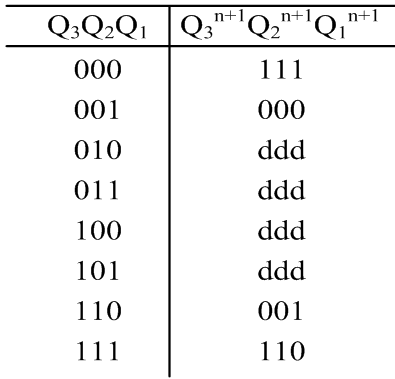 Q₃Q₂Q₁ Q₃ⁿ⁺¹Q₂ⁿ⁺¹Q₁ⁿ⁺¹
000 111
001 000
010 ddd
011 ddd
100 ddd
101 ddd
110 001
111 110